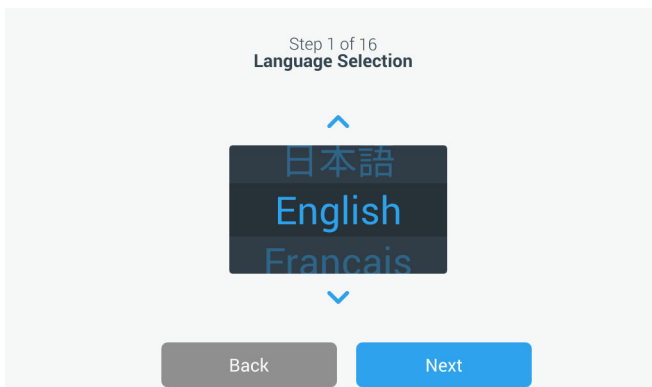 Step 1 of 16
Language Selection
日本語
English
Francais
Back
Next